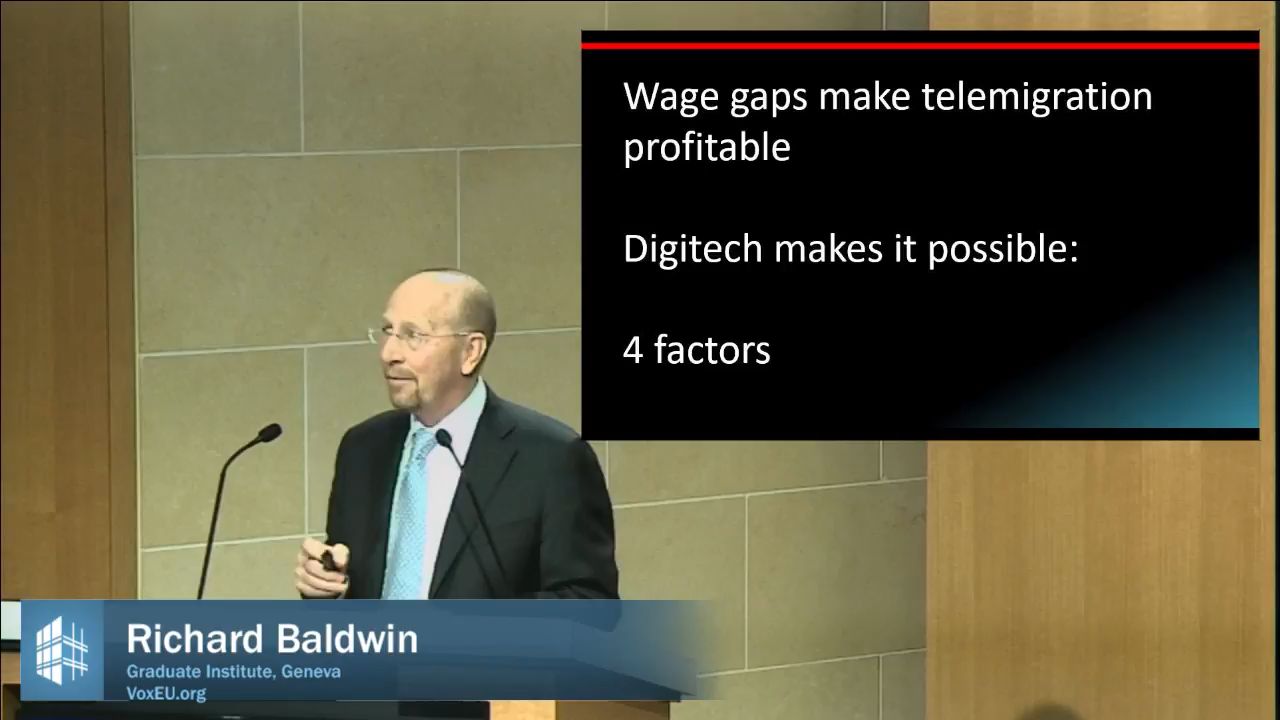 Wage gaps make telemigration
profitable
Digitech makes it possible:
4 factors
Richard Baldwin
Graduate Institute, Geneva
VoxEU.org